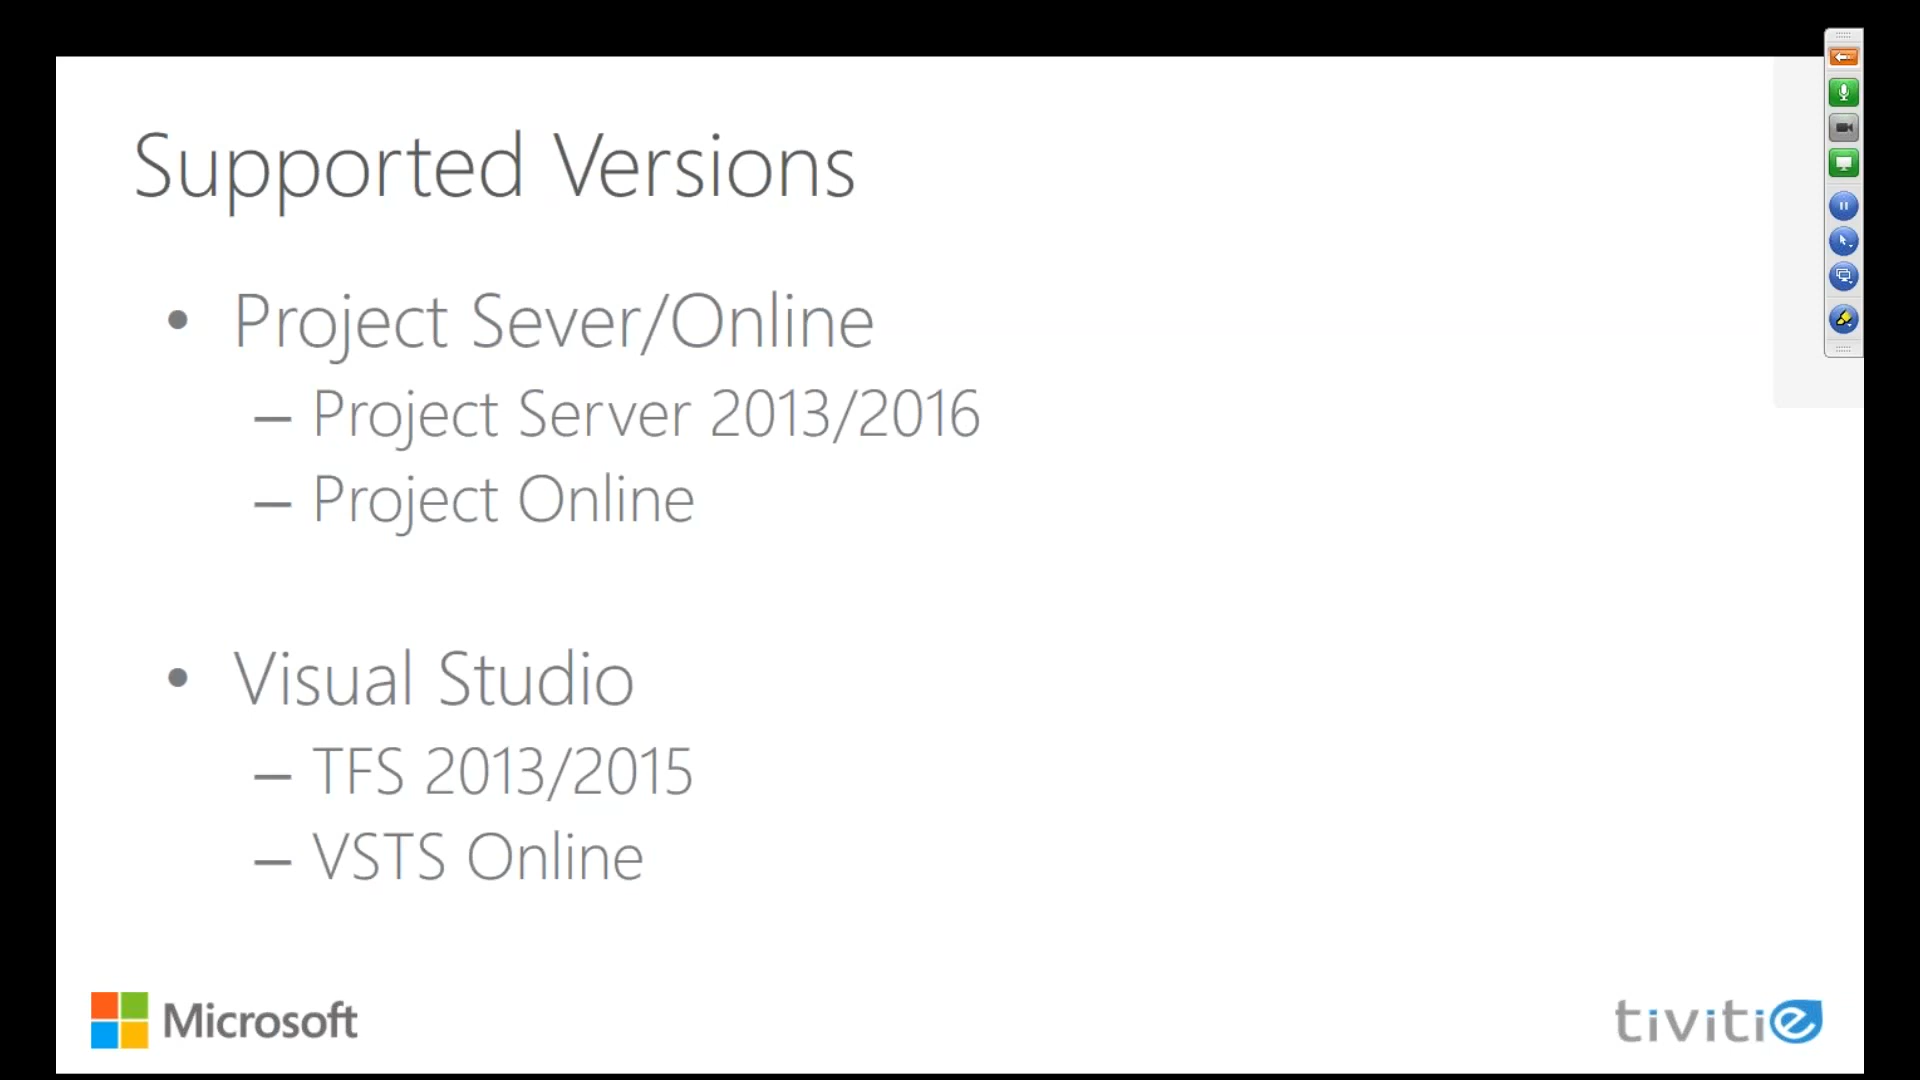 Supported Versions
• Project Sever/Online
– Project Server 2013/2016
– Project Online
• Visual Studio
– TFS 2013/2015
– VSTS Online
Microsoft
tivitie